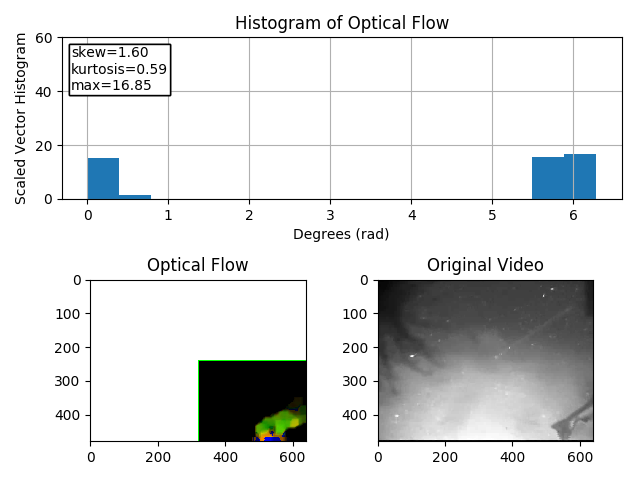 Histogram of Optical Flow
Scaled Vector Histogram
60
40
20
0
skew=1.60
kurtosis=0.59
max=16.85
0 1 2 3 4 5 6
Degrees (rad)
Optical Flow
0
100
200
300
400
0 200 400 600
Original Video
0
100
200
300
400
0 200 400 600